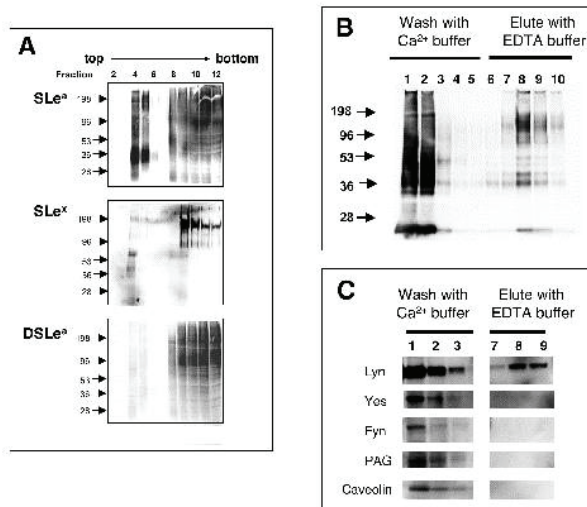 A
top bottom
Fraction 2 4 6 8 10 12
SLeᵃ
198
96
53
36
28
SLeˣ
198
96
53
36
28
DSLeᵃ
198
96
53
36
28
B
Wash with Elute with
Ca²⁺ buffer EDTA buffer
1 2 3 4 5 6 7 8 9 10
198
96
53
36
28
C
Wash with Elute with
Ca²⁺ buffer EDTA buffer
1 2 3 7 8 9
Lyn
Yes
Fyn
PAG
Caveolin